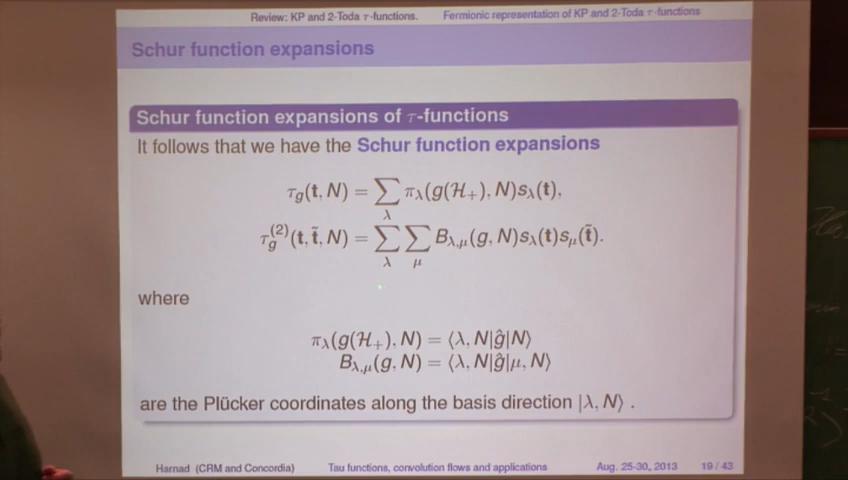 Review: KP and 2-Toda τ-functions. Fermionic representation of KP and 2-Toda τ-functions
Schur function expansions
Schur function expansions of τ-functions
It follows that we have the Schur function expansions
τ_g(t, N) = ∑_λ π_λ(g(H_+), N)s_λ(t),
τ_g^{(2)}(t, t̃, N) = ∑_λ ∑_μ B_{λ,μ}(g, N)s_λ(t)s_μ(t̃).
where
π_λ(g(H_+), N) = ⟨λ, N|ĝ|N⟩
B_{λ,μ}(g, N) = ⟨λ, N|ĝ|μ, N⟩
are the Plücker coordinates along the basis direction |λ, N⟩ .
Harnad (CRM and Concordia) Tau functions, convolution flows and applications Aug. 25-30, 2013 19 / 43